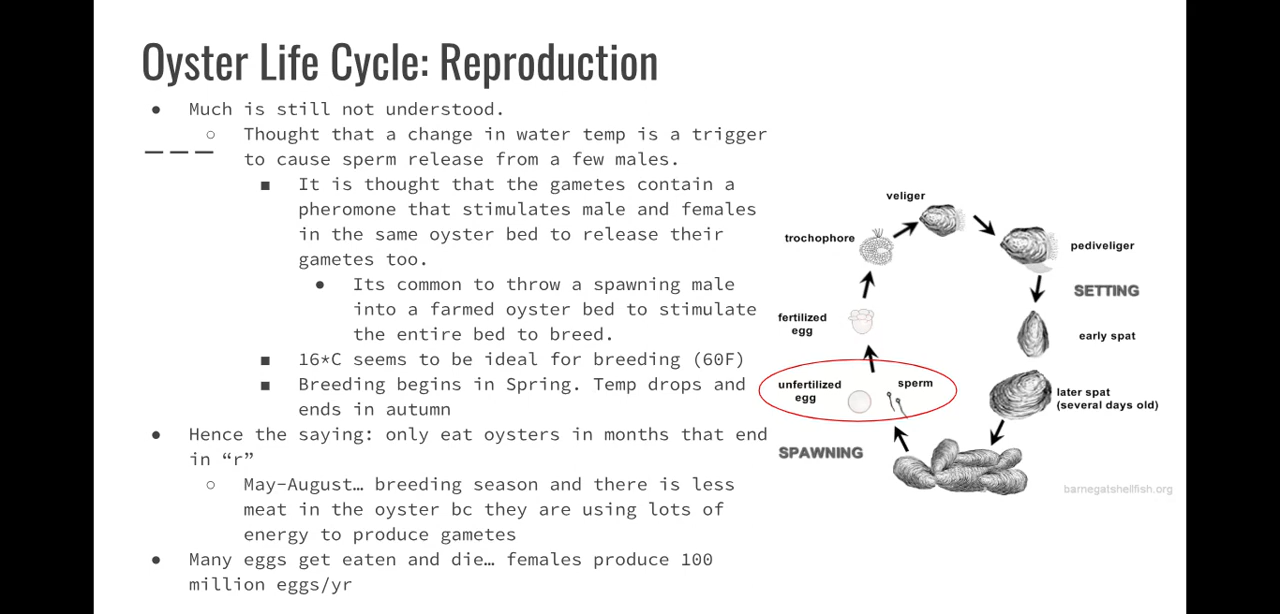 Oyster Life Cycle: Reproduction
● Much is still not understood.
○ Thought that a change in water temp is a trigger
to cause sperm release from a few males.
■ It is thought that the gametes contain a
pheromone that stimulates male and females
in the same oyster bed to release their
gametes too.
● Its common to throw a spawning male
into a farmed oyster bed to stimulate
the entire bed to breed.
■ 16*C seems to be ideal for breeding (60F)
■ Breeding begins in Spring. Temp drops and
ends in autumn
● Hence the saying: only eat oysters in months that end
in “r”
○ May-August… breeding season and there is less
meat in the oyster bc they are using lots of
energy to produce gametes
● Many eggs get eaten and die… females produce 100
million eggs/yr
veliger
trochophore
pediveliger
SETTING
fertilized
egg
early spat
unfertilized
egg
sperm
later spat
(several days old)
SPAWNING
barnegatshellfish.org